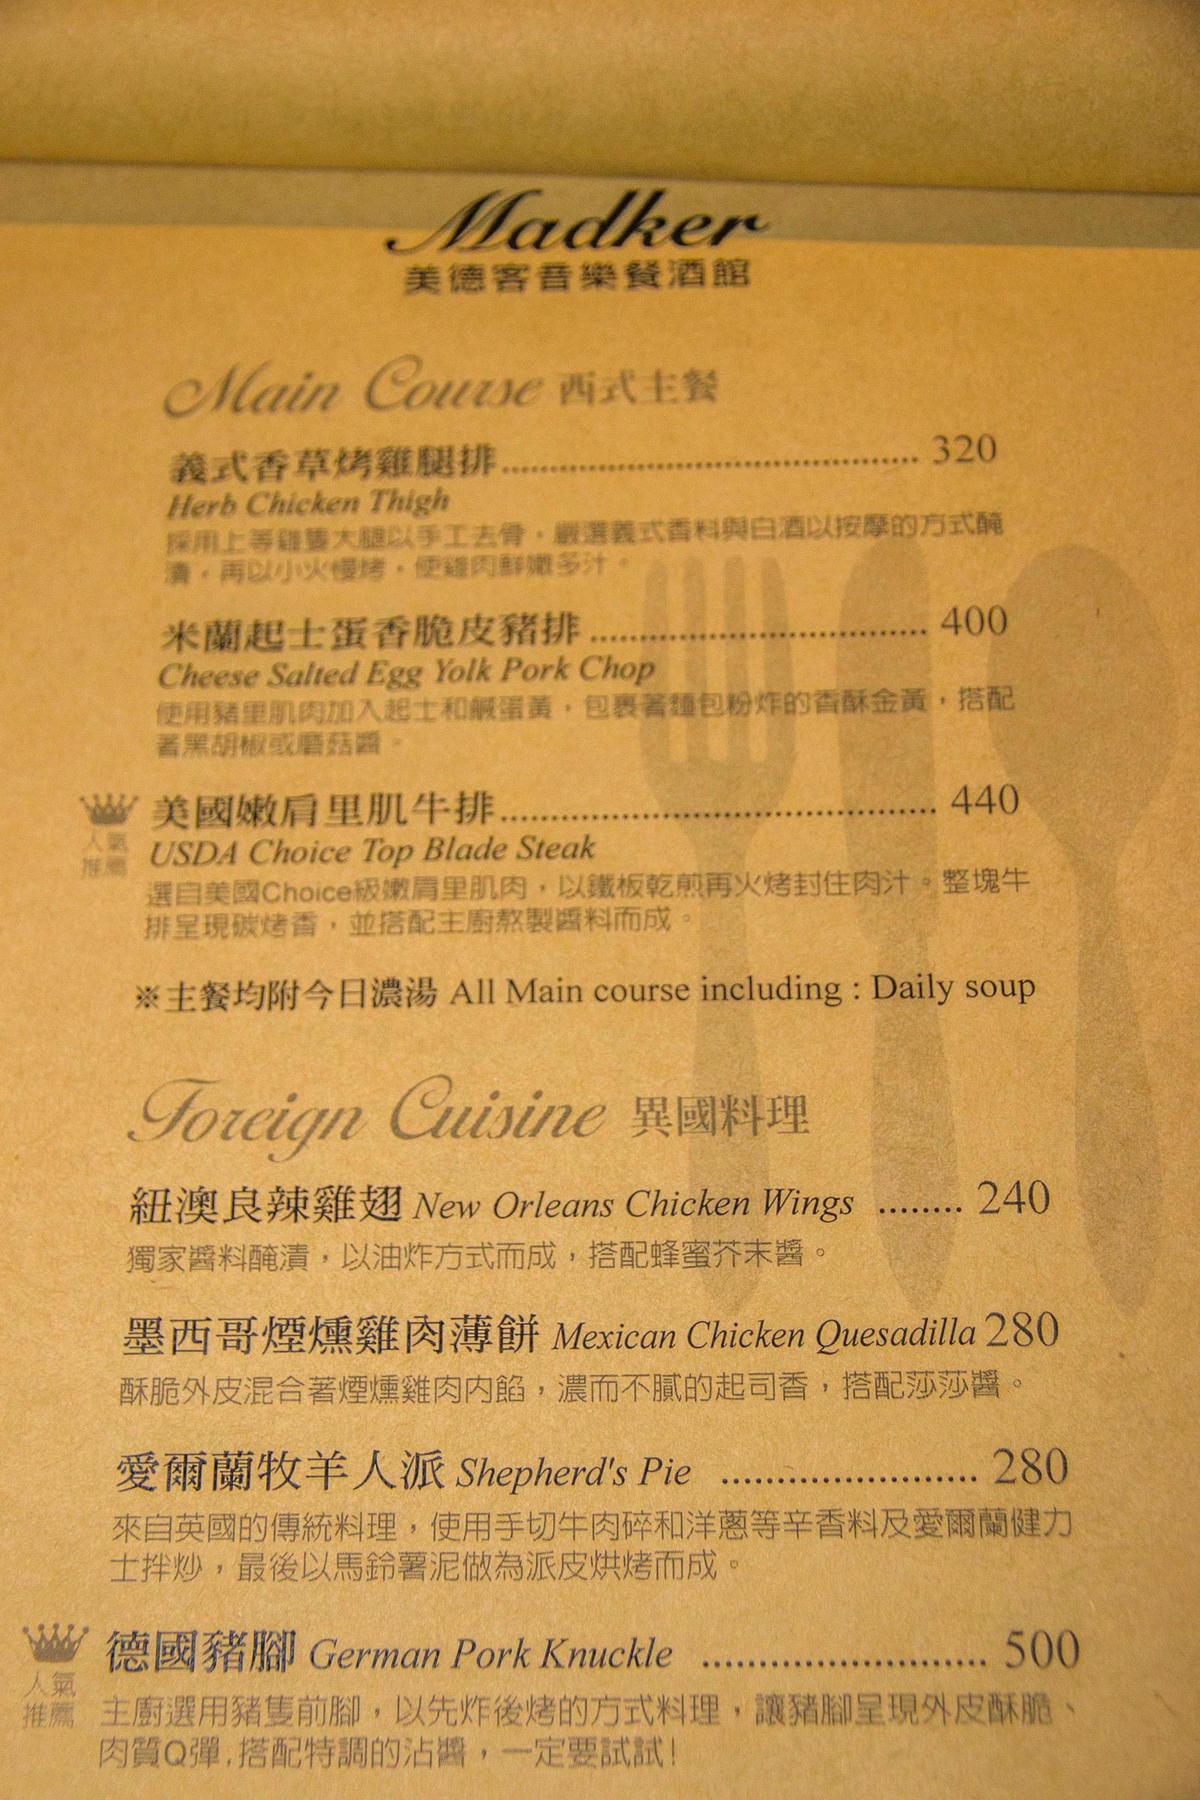 Madker
美德客音樂餐酒館
Main Course 西式主餐
義式香草烤雞腿排 320
Herb Chicken Thigh
採用上等雞隻大腿以手工去骨，嚴選義式香料與白酒以按摩的方式醃
漬，再以小火慢烤，使雞肉鮮嫩多汁。
米蘭起士蛋香脆皮豬排 400
Cheese Salted Egg Yolk Pork Chop
使用豬里肌肉加入起士和鹹蛋黃，包裹著麵包粉炸的香酥金黃，搭配
著黑胡椒或磨菇醬。
美國嫩肩里肌牛排 440
人氣
推薦
USDA Choice Top Blade Steak
選自美國Choice級嫩肩里肌肉，以鐵板乾煎再火烤封住肉汁。整塊牛
排呈現碳烤香，並搭配主廚熬製醬料而成。
※主餐均附今日濃湯 All Main course including : Daily soup
Foreign Cuisine 異國料理
紐澳良辣雞翅 New Orleans Chicken Wings ........ 240
獨家醬料醃漬，以油炸方式而成，搭配蜂蜜芥末醬。
墨西哥煙燻雞肉薄餅 Mexican Chicken Quesadilla 280
酥脆外皮混合著煙燻雞肉內餡，濃而不膩的起司香，搭配莎莎醬。
愛爾蘭牧羊人派 Shepherd's Pie ........................ 280
來自英國的傳統料理，使用手切牛肉碎和洋蔥等辛香料及愛爾蘭健力
士拌炒，最後以馬鈴薯泥做為派皮烘烤而成。
德國豬腳 German Pork Knuckle ........................... 500
人氣
推薦
主廚選用豬隻前腳，以先炸後烤的方式料理，讓豬腳呈現外皮酥脆、
肉質Q彈,搭配特調的沾醬，一定要試試!